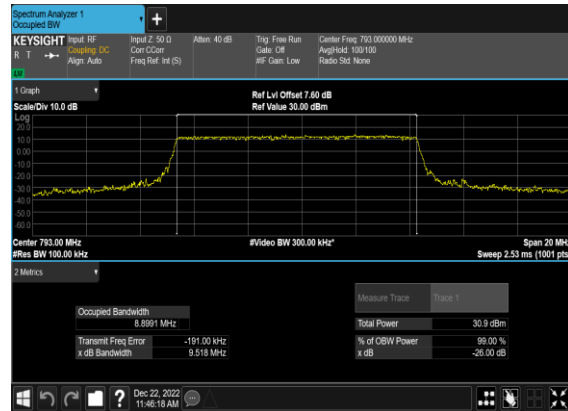 Spectrum Analyzer 1
Occupied BW
+
KEYSIGHT Input: RF Input Z: 50 Ω Atten: 40 dB Trig: Free Run Center Freq: 793.000000 MHz
R T Coupling: DC Corr CCorr Gate: Off Avg|Hold: 100/100
Align: Auto Freq Ref: Int (S) #IF Gain: Low Radio Std: None
LW
1 Graph
Ref Lvl Offset 7.60 dB
Scale/Div 10.0 dB Ref Value 30.00 dBm
Log
20.0
10.0
0.00
-10.0
-20.0
-30.0
-40.0
-50.0
-60.0
Center 793.00 MHz #Video BW 300.00 kHz* Span 20 MHz
#Res BW 100.00 kHz Sweep 2.53 ms (1001 pts
2 Metrics
Measure Trace Trace 1
Occupied Bandwidth
8.8991 MHz Total Power 30.9 dBm
Transmit Freq Error -191.00 kHz % of OBW Power 99.00 %
x dB Bandwidth 9.518 MHz x dB -26.00 dB
? Dec 22, 2022
11:46:18 AM